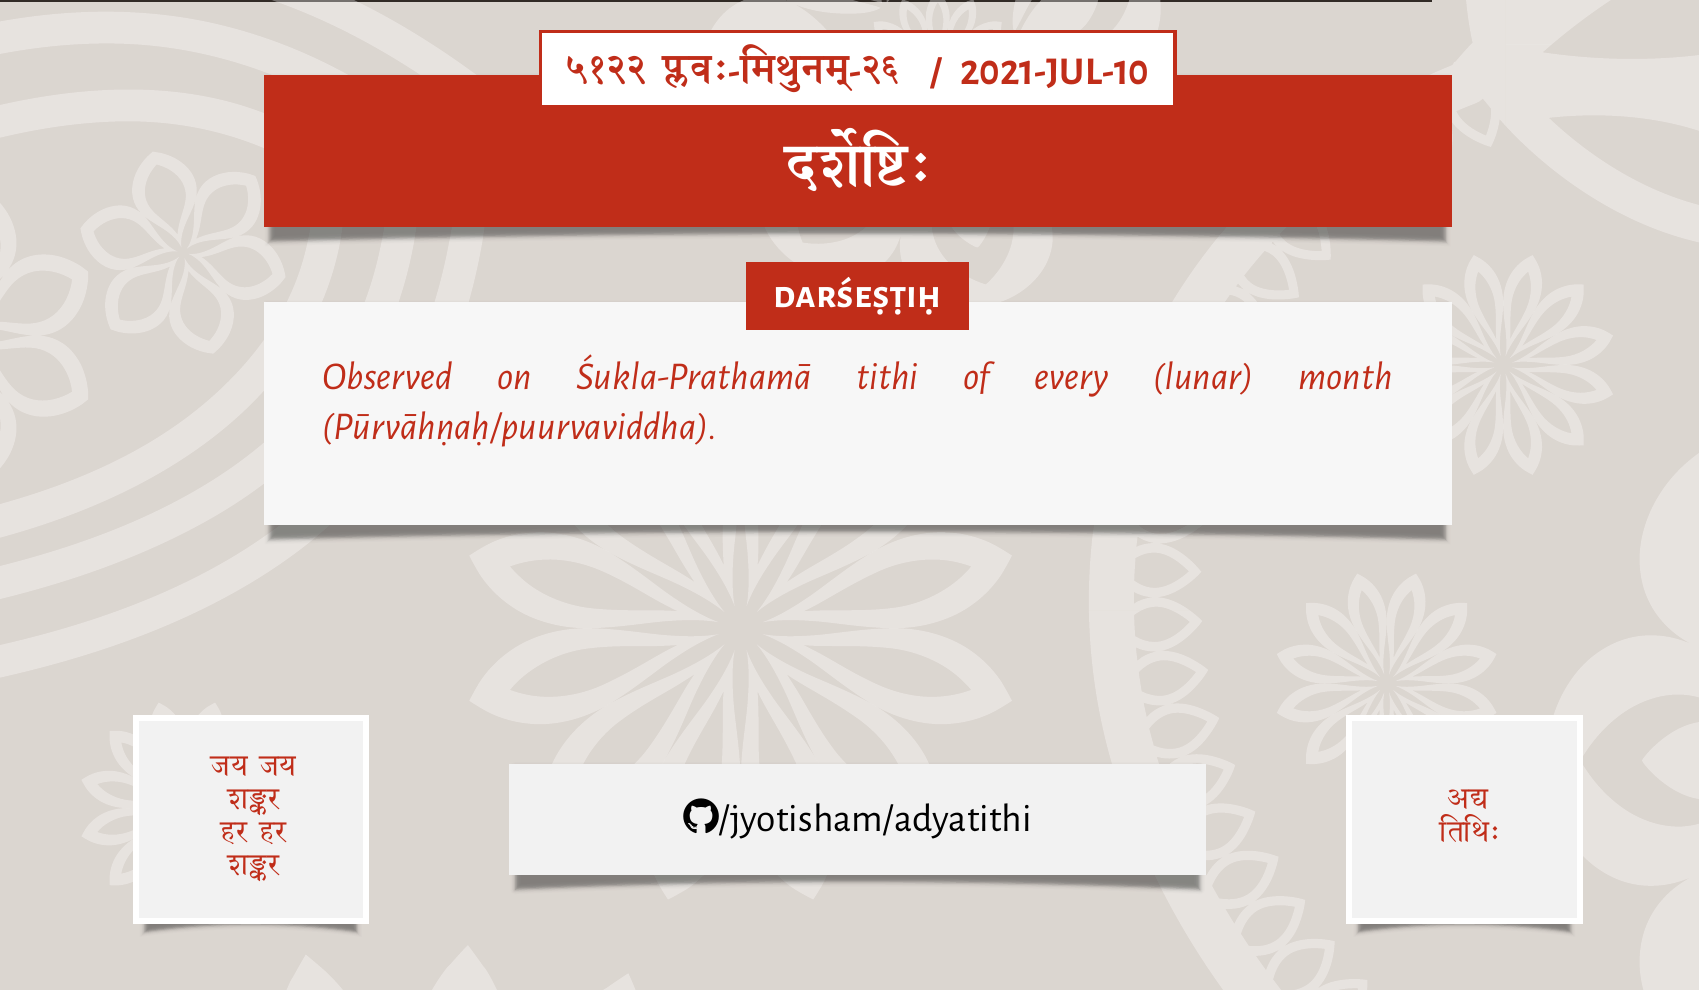 ५१२२ प्लवः-मिथुनम्-२६ / 2021-JUL-10
दर्शेष्टिः
DARŚEṢṬIḤ
Observed on Śukla-Prathamā tithi of every (lunar) month
(Pūrvāhṇaḥ/puurvaviddha).
जय जय
शङ्कर
हर हर
शङ्कर
/jyotisham/adyatithi
अद्य
तिथिः